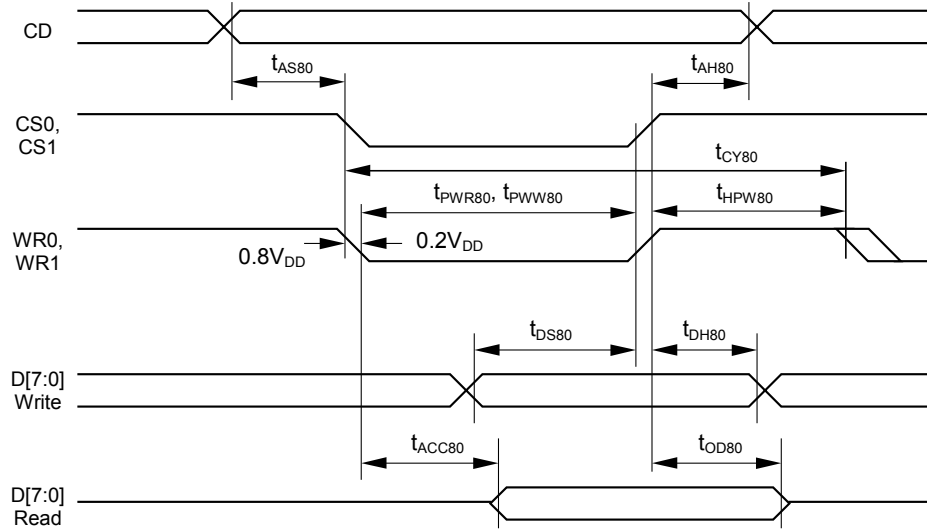 CD
tAS80
tAH80
CS0,
CS1
tCY80
tPWR80, tPWW80
tHPW80
WR0,
WR1
0.8VDD
0.2VDD
tDS80
tDH80
D[7:0]
Write
tACC80
tOD80
D[7:0]
Read